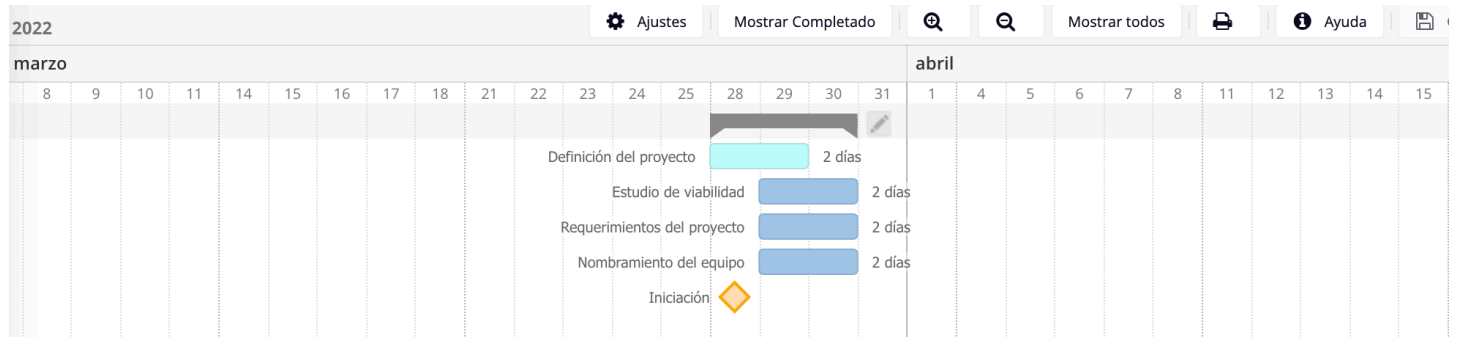 2022
Ajustes Mostrar Completado Mostrar todos Ayuda
marzo abril
8 9 10 11 14 15 16 17 18 21 22 23 24 25 28 29 30 31 1 4 5 6 7 8 11 12 13 14 15
Definición del proyecto 2 días
Estudio de viabilidad 2 días
Requerimientos del proyecto 2 días
Nombramiento del equipo 2 días
Iniciación